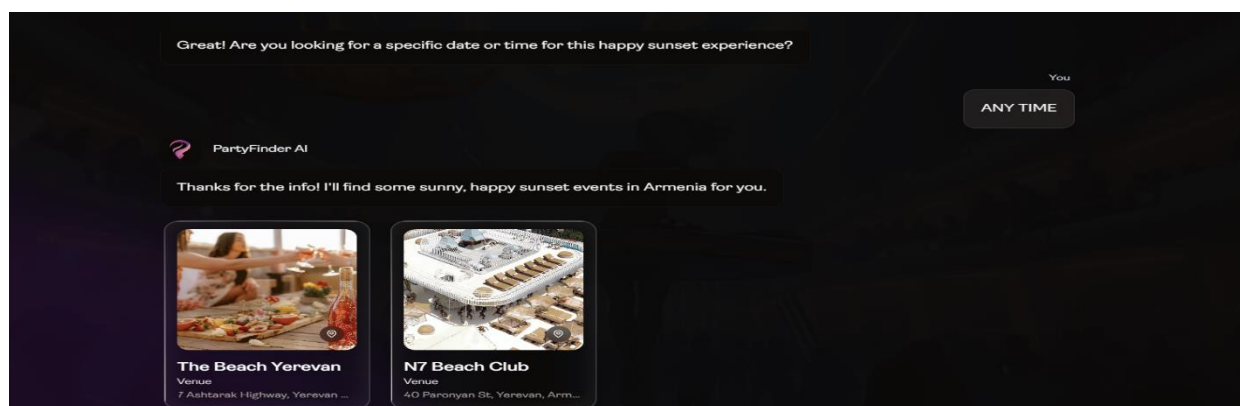 Great! Are you looking for a specific date or time for this happy sunset experience?
You
ANY TIME
PartyFinder AI
Thanks for the info! I'll find some sunny, happy sunset events in Armenia for you.
The Beach Yerevan
Venue
7 Ashtarak Highway, Yerevan ...
N7 Beach Club
Venue
40 Paronyan St, Yerevan, Arm...